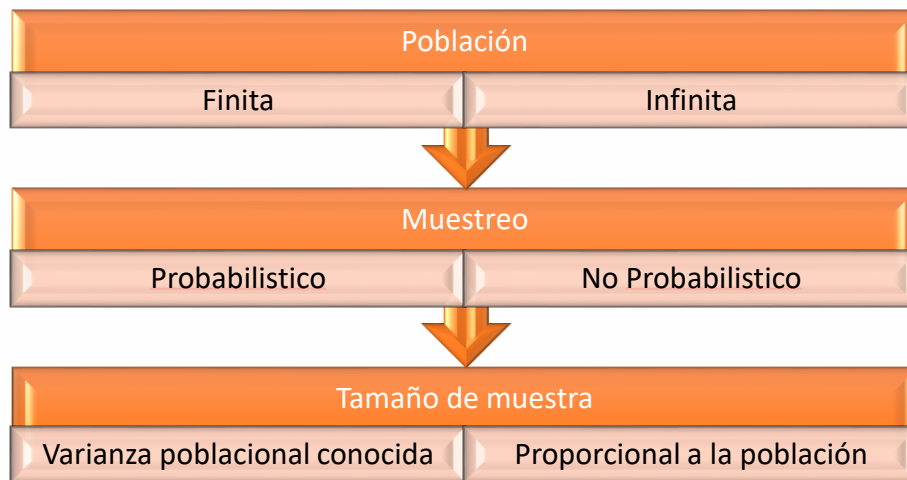 Población
Finita
Infinita
Muestreo
Probabilistico
No Probabilistico
Tamaño de muestra
Varianza poblacional conocida
Proporcional a la población